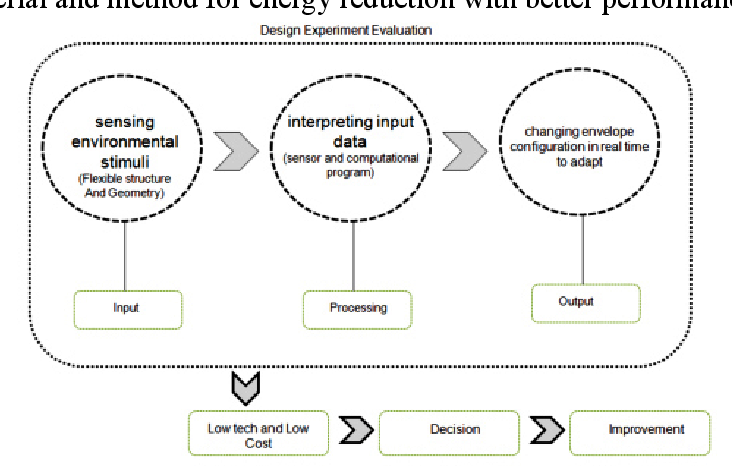 erial and method for energy reduction with better performan
Design Experiment Evaluation
sensing
environmental
stimuli
(Flexible structure
And Geometry)
interpreting input
data
(sensor and computational
program)
changing envelope
configuration in real time
to adapt
Input
Processing
Output
Low tech and Low
Cost
Decision
Improvement